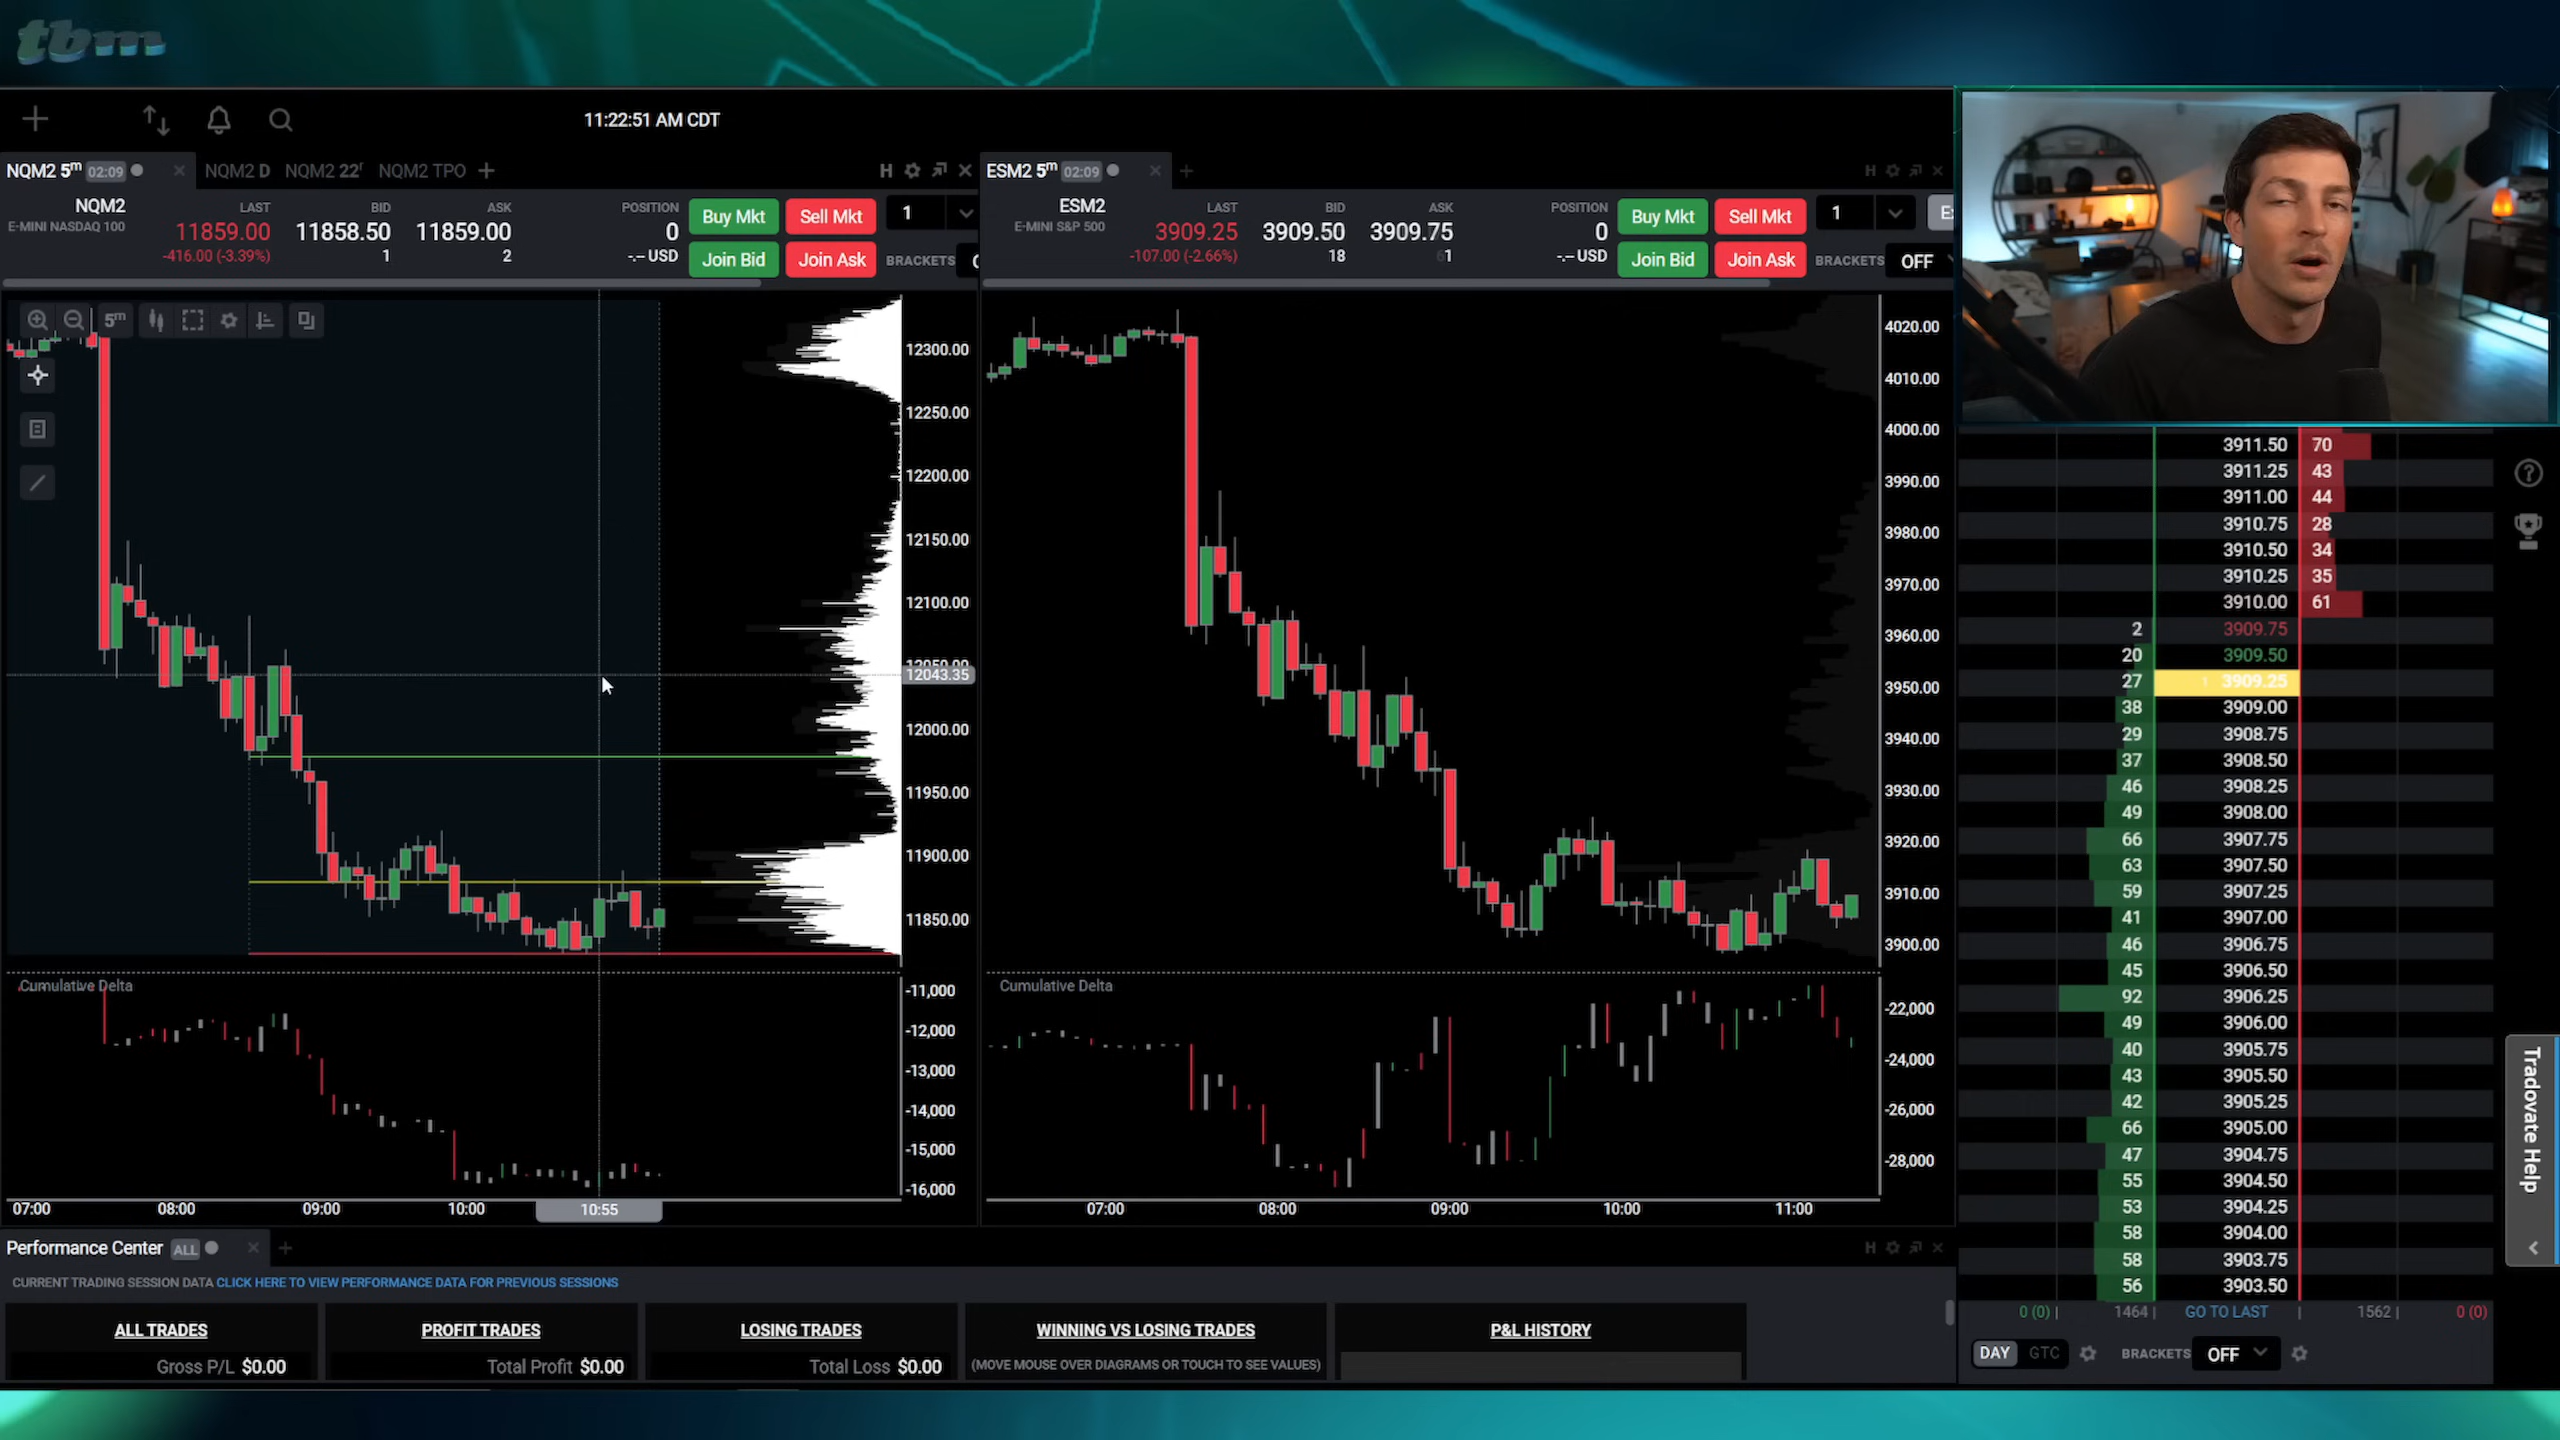 tbm
11:22:51 AM CDT
NQM2 5m 02:09 NQM2 D NQM2 22r NQM2 TPO
NQM2
E-MINI NASDAQ 100
LAST
11859.00
-416.00 (-3.39%)
BID
11858.50
1
ASK
11859.00
2
POSITION
0
-.-- USD
Buy Mkt Sell Mkt 1
Join Bid Join Ask BRACKETS
5m
12300.00
12250.00
12200.00
12150.00
12100.00
12050.00
12043.35
12000.00
11950.00
11900.00
11850.00
Cumulative Delta
-11,000
-12,000
-13,000
-14,000
-15,000
-16,000
07:00 08:00 09:00 10:00 10:55
ESM2 5m 02:09
ESM2
E-MINI S&P 500
LAST
3909.25
-107.00 (-2.66%)
BID
3909.50
18
ASK
3909.75
61
POSITION
0
-.-- USD
Buy Mkt Sell Mkt 1
Join Bid Join Ask BRACKETS OFF
4020.00
4010.00
4000.00
3990.00
3980.00
3970.00
3960.00
3950.00
3940.00
3930.00
3920.00
3910.00
3900.00
Cumulative Delta
-22,000
-24,000
-26,000
-28,000
07:00 08:00 09:00 10:00 11:00
3911.50 70
3911.25 43
3911.00 44
3910.75 28
3910.50 34
3910.25 35
3910.00 61
2 3909.75
20 3909.50
27 1 3909.25
38 3909.00
29 3908.75
37 3908.50
46 3908.25
49 3908.00
66 3907.75
63 3907.50
59 3907.25
41 3907.00
46 3906.75
45 3906.50
92 3906.25
49 3906.00
40 3905.75
43 3905.50
42 3905.25
66 3905.00
47 3904.75
55 3904.50
53 3904.25
58 3904.00
58 3903.75
56 3903.50
0 (0) 1464 GO TO LAST 1562 0 (0)
DAY GTC BRACKETS OFF
Tradovate Help
Performance Center ALL
CURRENT TRADING SESSION DATA CLICK HERE TO VIEW PERFORMANCE DATA FOR PREVIOUS SESSIONS
ALL TRADES
Gross P/L $0.00
PROFIT TRADES
Total Profit $0.00
LOSING TRADES
Total Loss $0.00
WINNING VS LOSING TRADES
(MOVE MOUSE OVER DIAGRAMS OR TOUCH TO SEE VALUES)
P&L HISTORY